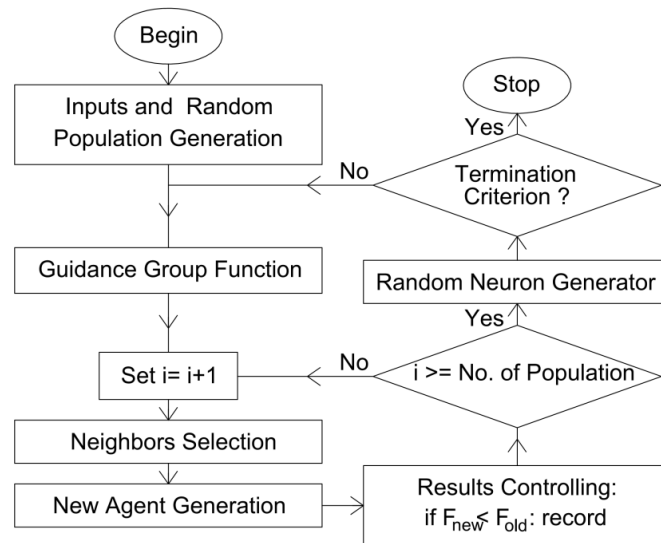 Begin
Inputs and Random
Population Generation
Guidance Group Function
Set i= i+1
Neighbors Selection
New Agent Generation
Results Controlling:
if Fnew< Fold: record
i >= No. of Population
No
Yes
Random Neuron Generator
Termination
Criterion ?
No
Yes
Stop